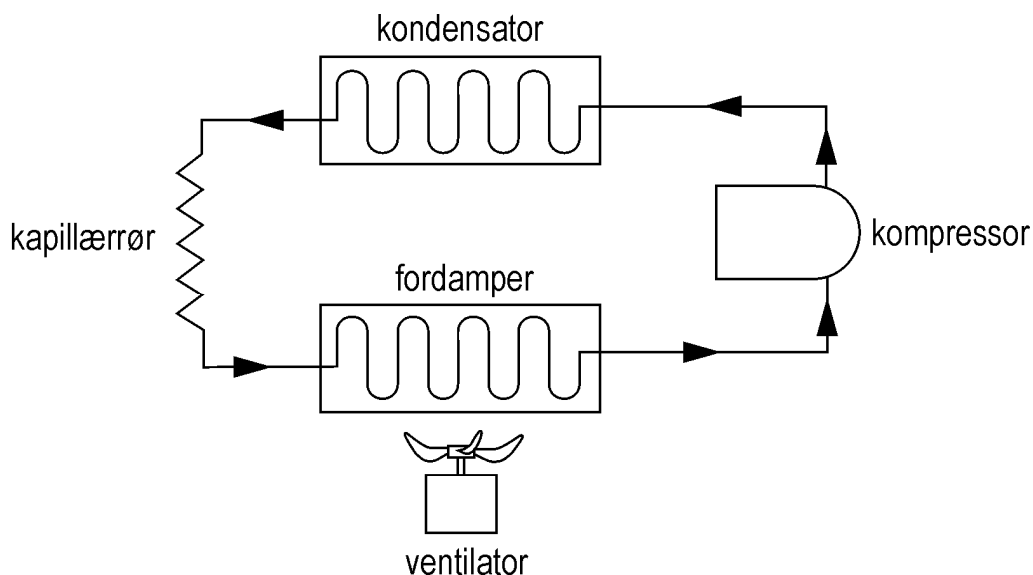 kondensator
kapillærrør
kompressor
fordamper
ventilator